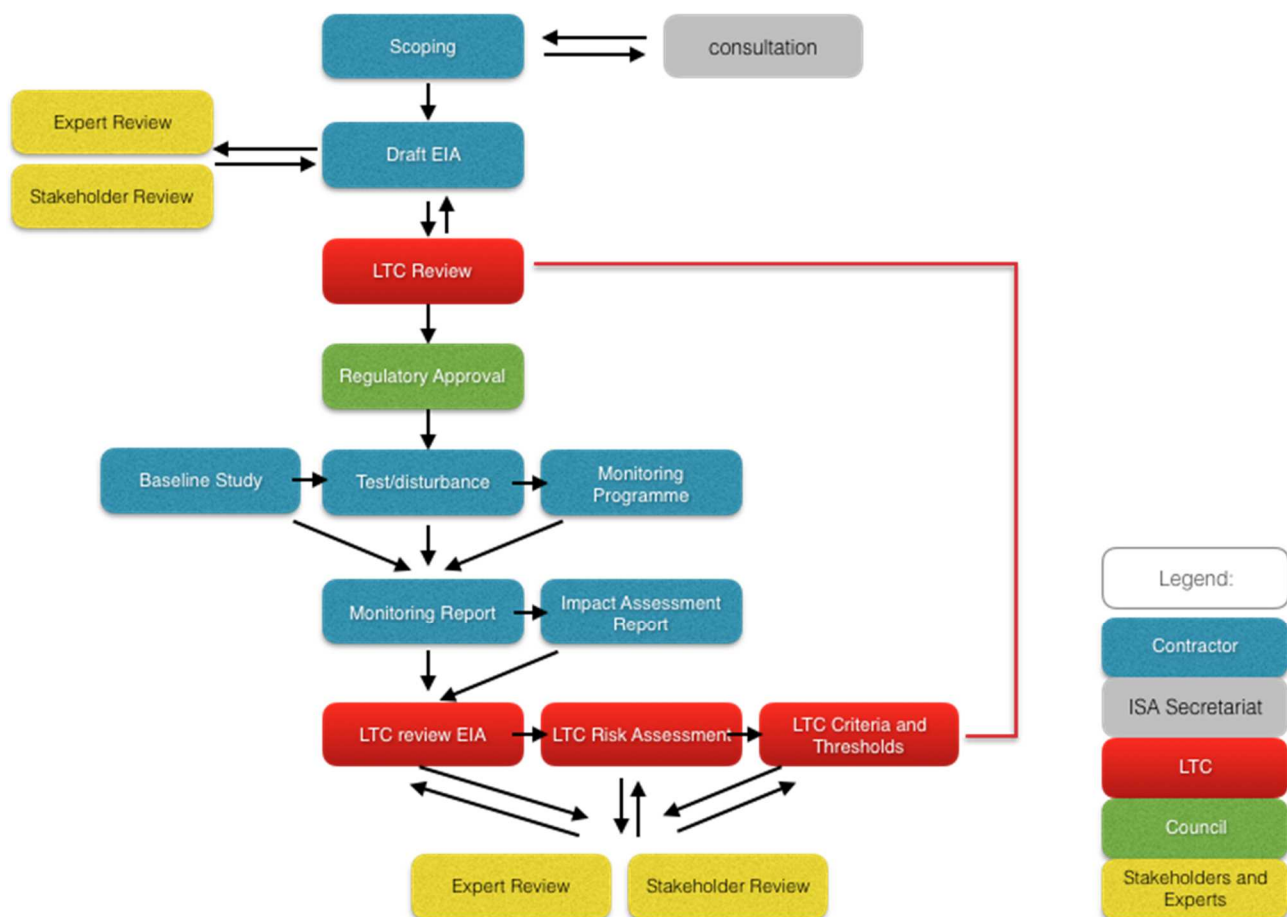 Scoping
consultation
Expert Review
Draft EIA
Stakeholder Review
LTC Review
Regulatory Approval
Baseline Study
Test/disturbance
Monitoring
Programme
Monitoring Report
Impact Assessment
Report
LTC review EIA
LTC Risk Assessment
LTC Criteria and
Thresholds
Expert Review
Stakeholder Review
Legend:
Contractor
ISA Secretariat
LTC
Council
Stakeholders and
Experts